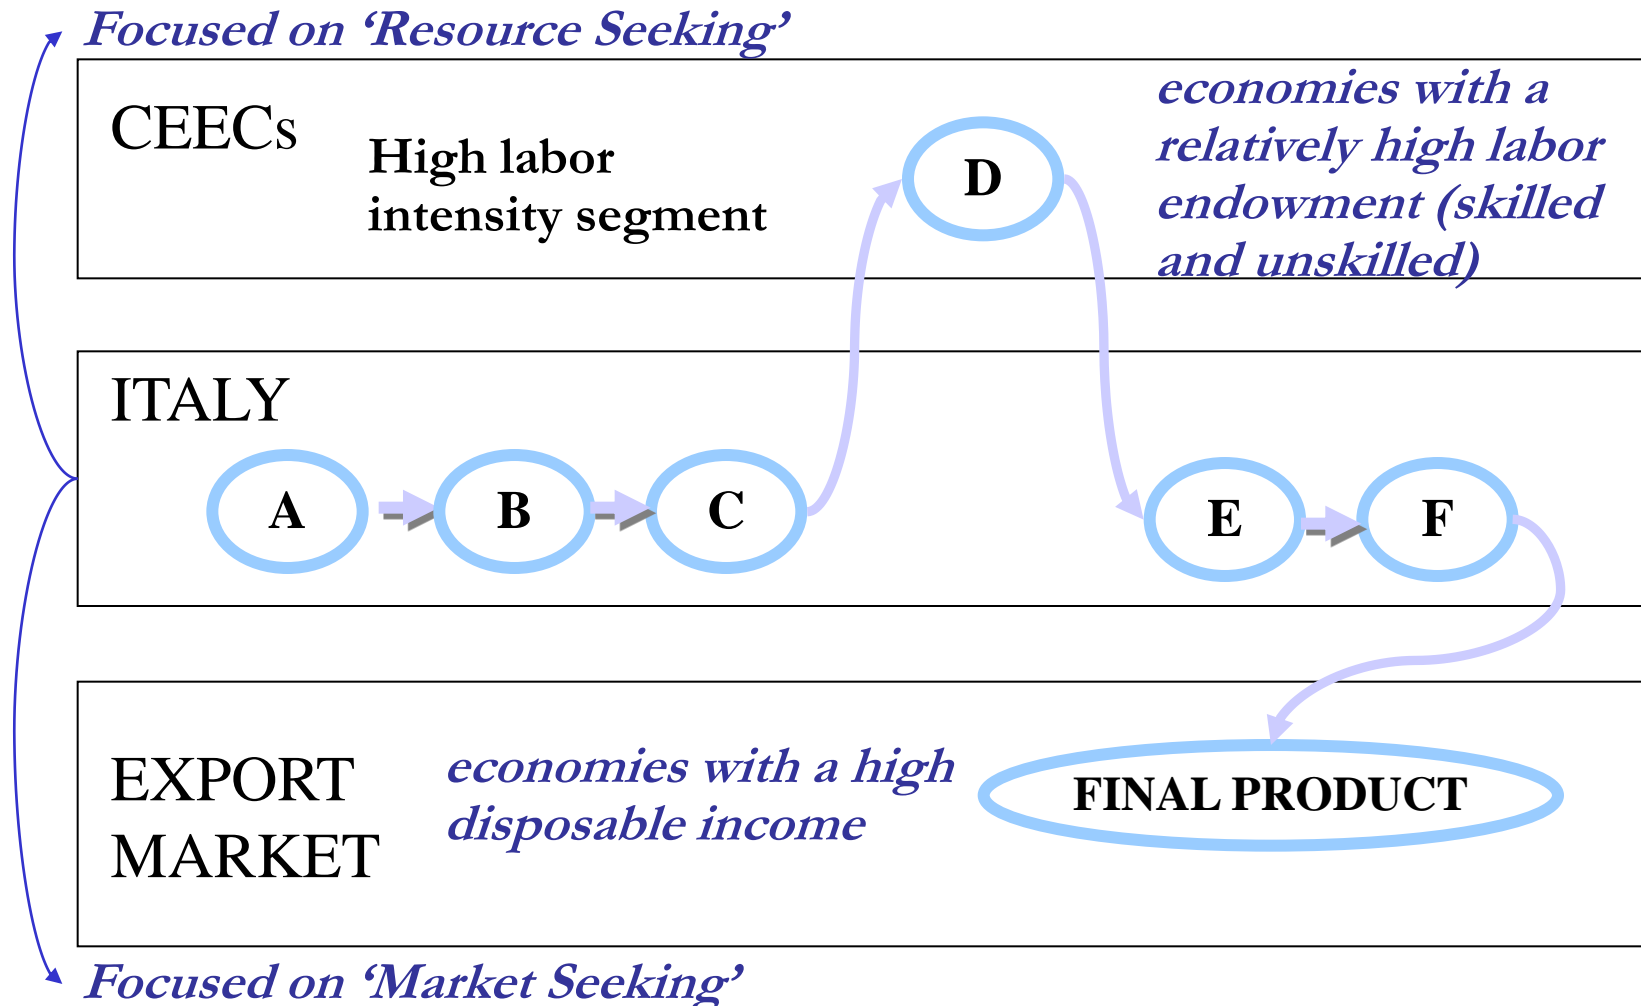 Focused on ‘Resource Seeking’
CEECs
High labor
intensity segment
D
economies with a
relatively high labor
endowment (skilled
and unskilled)
ITALY
A
B
C
E
F
EXPORT
MARKET
economies with a high
disposable income
FINAL PRODUCT
Focused on ‘Market Seeking’